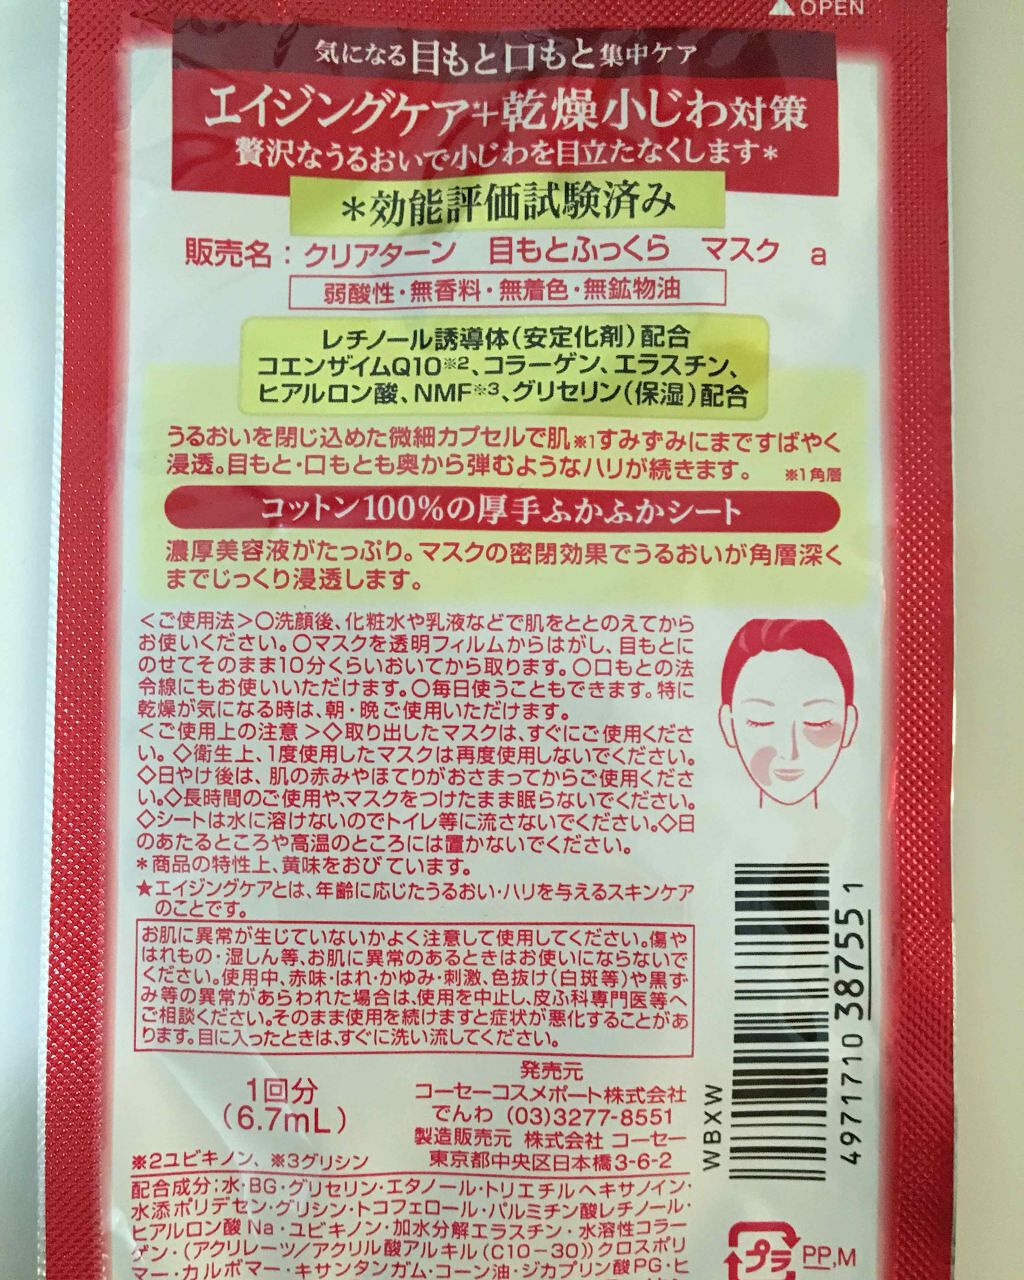 OPEN
気になる目もと口もと集中ケア
エイジングケア*+乾燥小じわ対策
贅沢なうるおいで小じわを目立たなくします*
*効能評価試験済み
販売名:クリアターン 目もとふっくら マスク a
弱酸性・無香料・無着色・無鉱物油
レチノール誘導体(安定化剤)配合
コエンザイムQ10※2、コラーゲン、エラスチン、
ヒアルロン酸、NMF※3、グリセリン(保湿)配合
うるおいを閉じ込めた微細カプセルで肌※1すみずみにまですばやく
浸透。目もと・口もとも奥から弾むようなハリが続きます。 ※1角層
コットン100%の厚手ふかふかシート
濃厚美容液がたっぷり。マスクの密閉効果でうるおいが角層深く
までじっくり浸透します。
<ご使用法>○洗顔後、化粧水や乳液などで肌をととのえてから
お使いください。○マスクを透明フィルムからはがし、目もとに
のせてそのまま10分くらいおいてから取ります。○口もとの法
令線にもお使いいただけます。○毎日使うこともできます。特に
乾燥が気になる時は、朝・晩ご使用いただけます。
<ご使用上の注意>◇取り出したマスクは、すぐにご使用くださ
い。◇衛生上、1度使用したマスクは再度使用しないでください。
◇日やけ後は、肌の赤みやほてりがおさまってからご使用くださ
い。◇長時間のご使用や、マスクをつけたまま眠らないでください。
◇シートは水に溶けないのでトイレ等に流さないでください。◇日
のあたるところや高温のところには置かないでください。
*商品の特性上、黄味をおびています。
★エイジングケアとは、年齢に応じたうるおい・ハリを与えるスキンケア
のことです。
お肌に異常が生じていないかよく注意して使用してください。傷や
はれもの・湿しん等、お肌に異常のあるときはお使いにならないで
ください。使用中、赤味・はれ・かゆみ・刺激、色抜け(白斑等)や黒ず
み等の異常があらわれた場合は、使用を中止し、皮ふ科専門医等へ
ご相談ください。そのまま使用を続けますと症状が悪化することがあ
ります。目に入ったときは、すぐに洗い流してください。
1回分
(6.7mL)
発売元
コーセーコスメポート株式会社
でんわ (03)3277-8551
製造販売元 株式会社 コーセー
東京都中央区日本橋3-6-2
※2ユビキノン、※3グリシン
配合成分:水・BG・グリセリン・エタノール・トリエチルヘキサノイン・
水添ポリデセン・グリシン・トコフェロール・パルミチン酸レチノール・
ヒアルロン酸Na・ユビキノン・加水分解エラスチン・水溶性コラー
ゲン・(アクリレーツ/アクリル酸アルキル(C10-30))クロスポリ
マー・カルボマー・キサンタンガム・コーン油・ジカプリン酸PG・ヒ
WBXW
4971710 38755 1
プラ PP,M